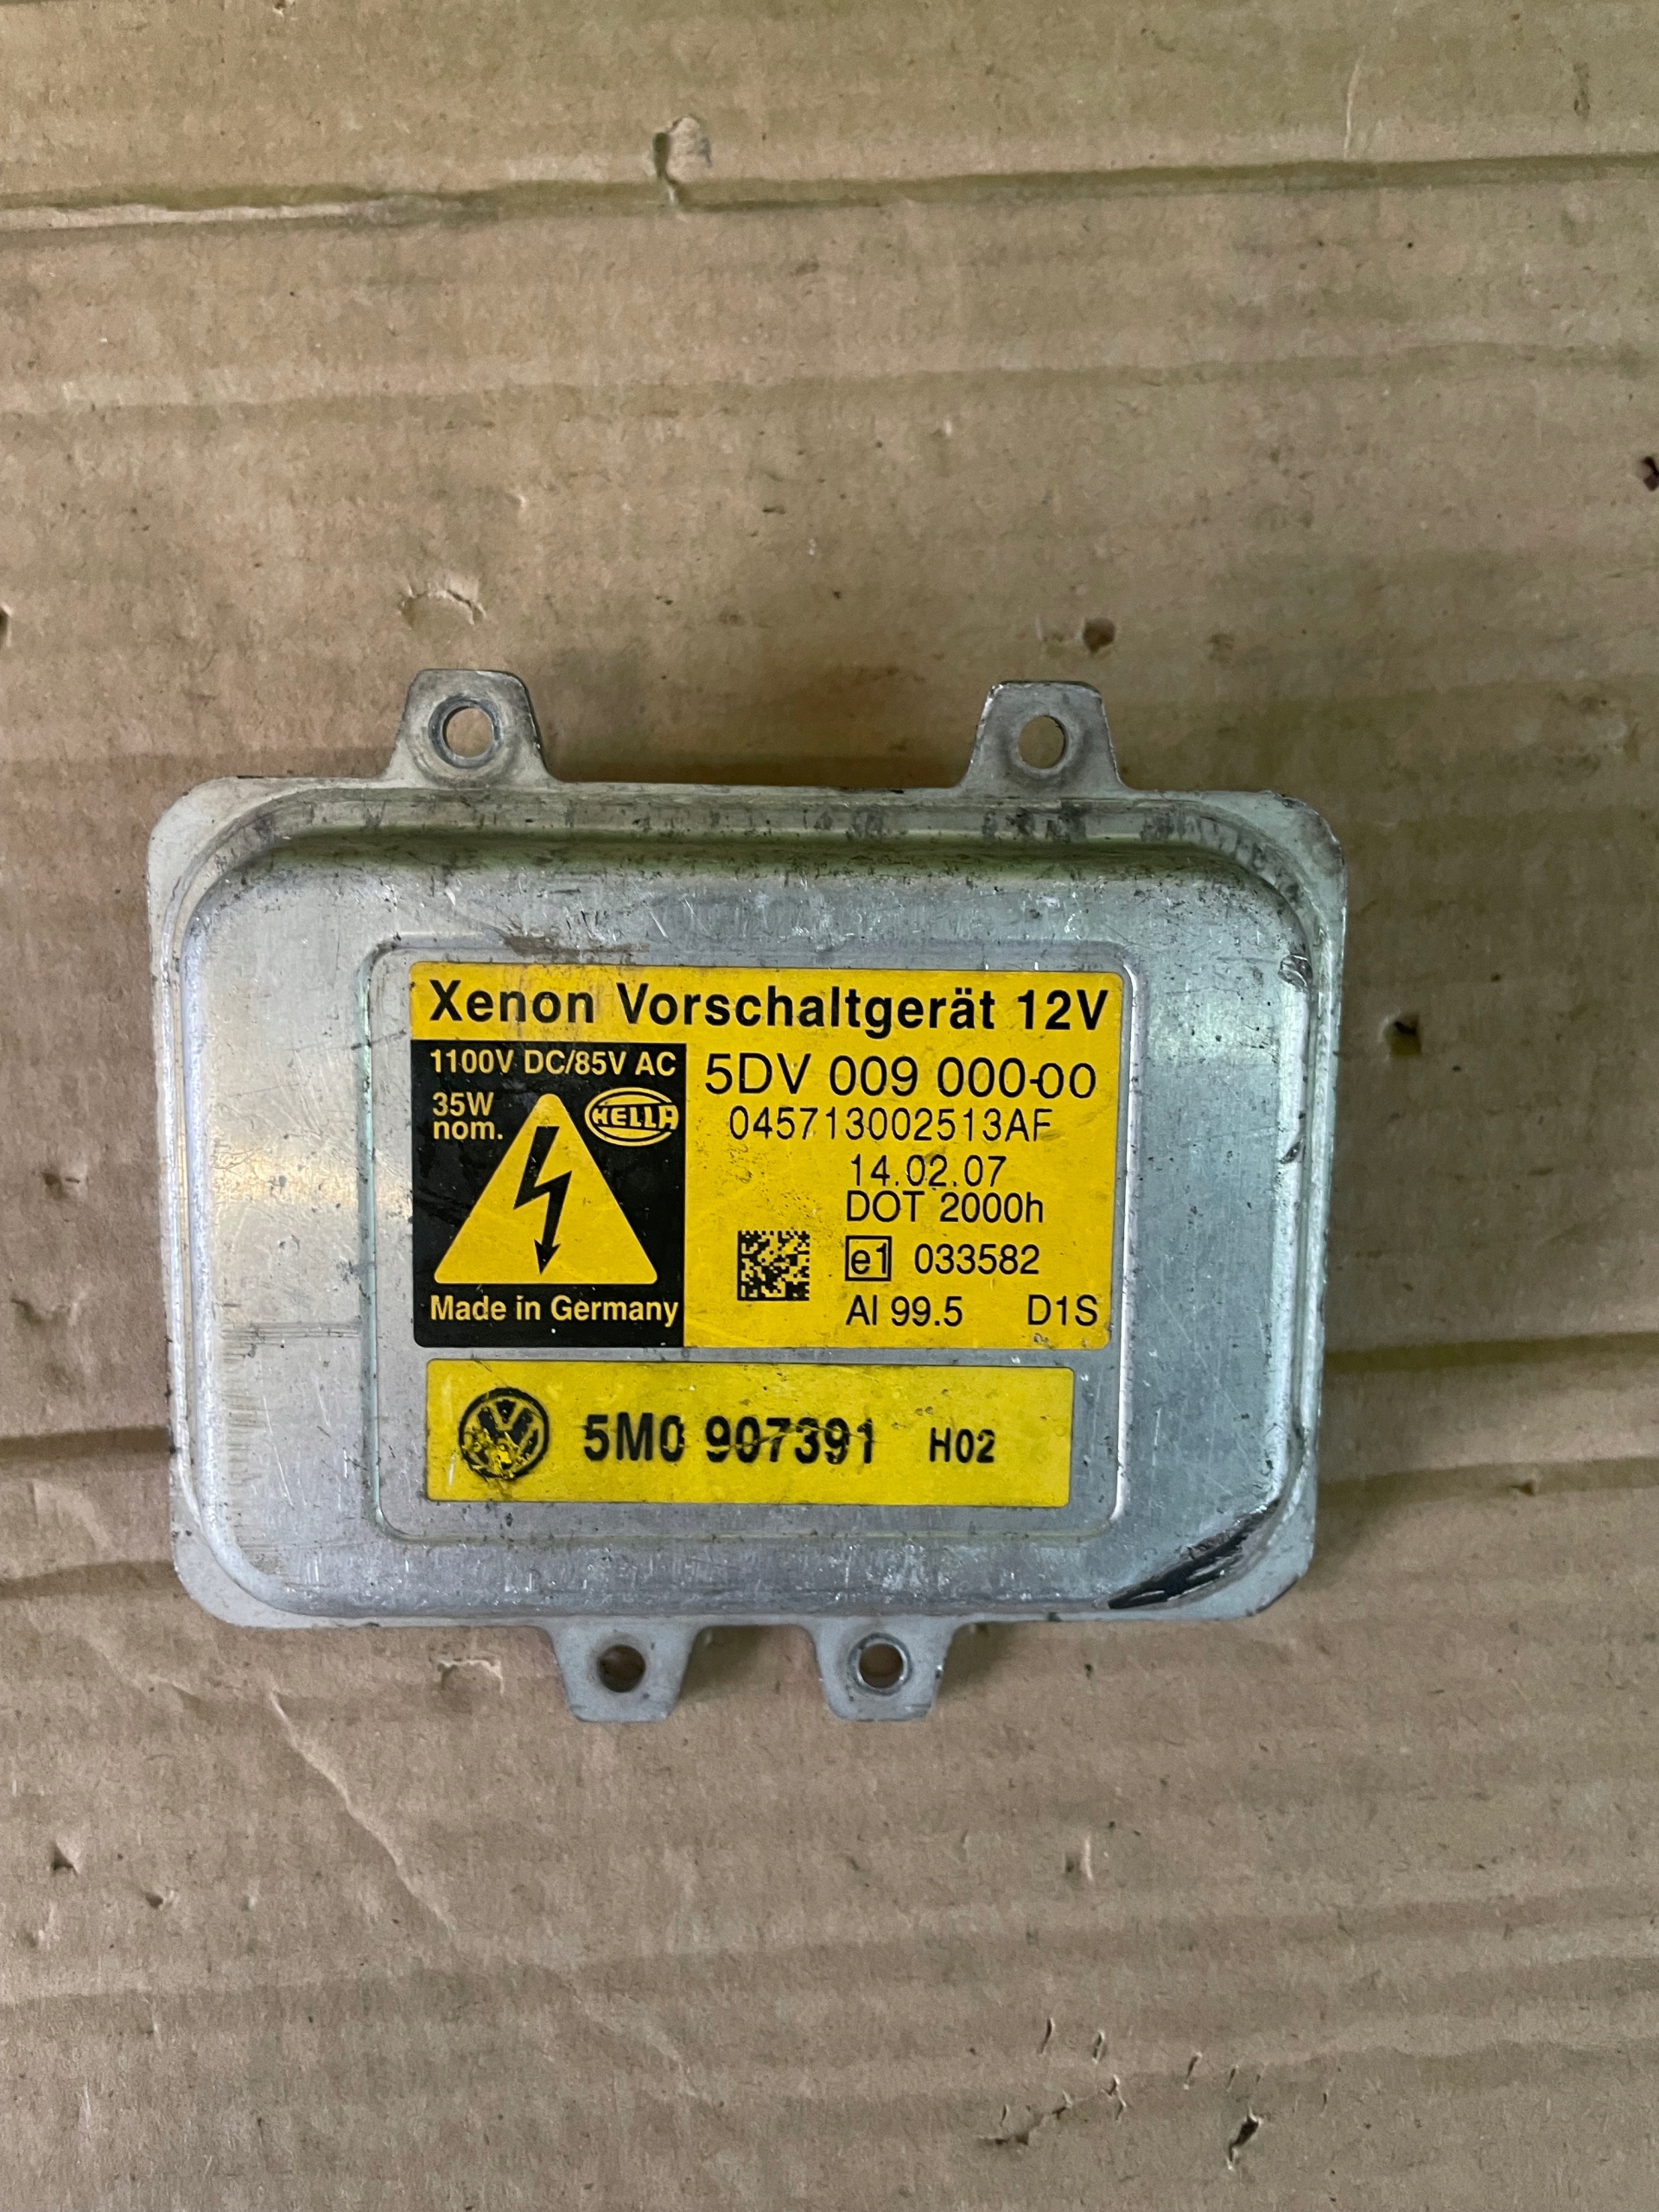 Xenon Vorschaltgerät 12V
1100V DC/85V AC
35W
nom.
HELLA
Made in Germany
5DV 009 000-00
045713002513AF
14.02.07
DOT 2000h
e1 033582
Al 99.5 D1S
5M0 907391 H02